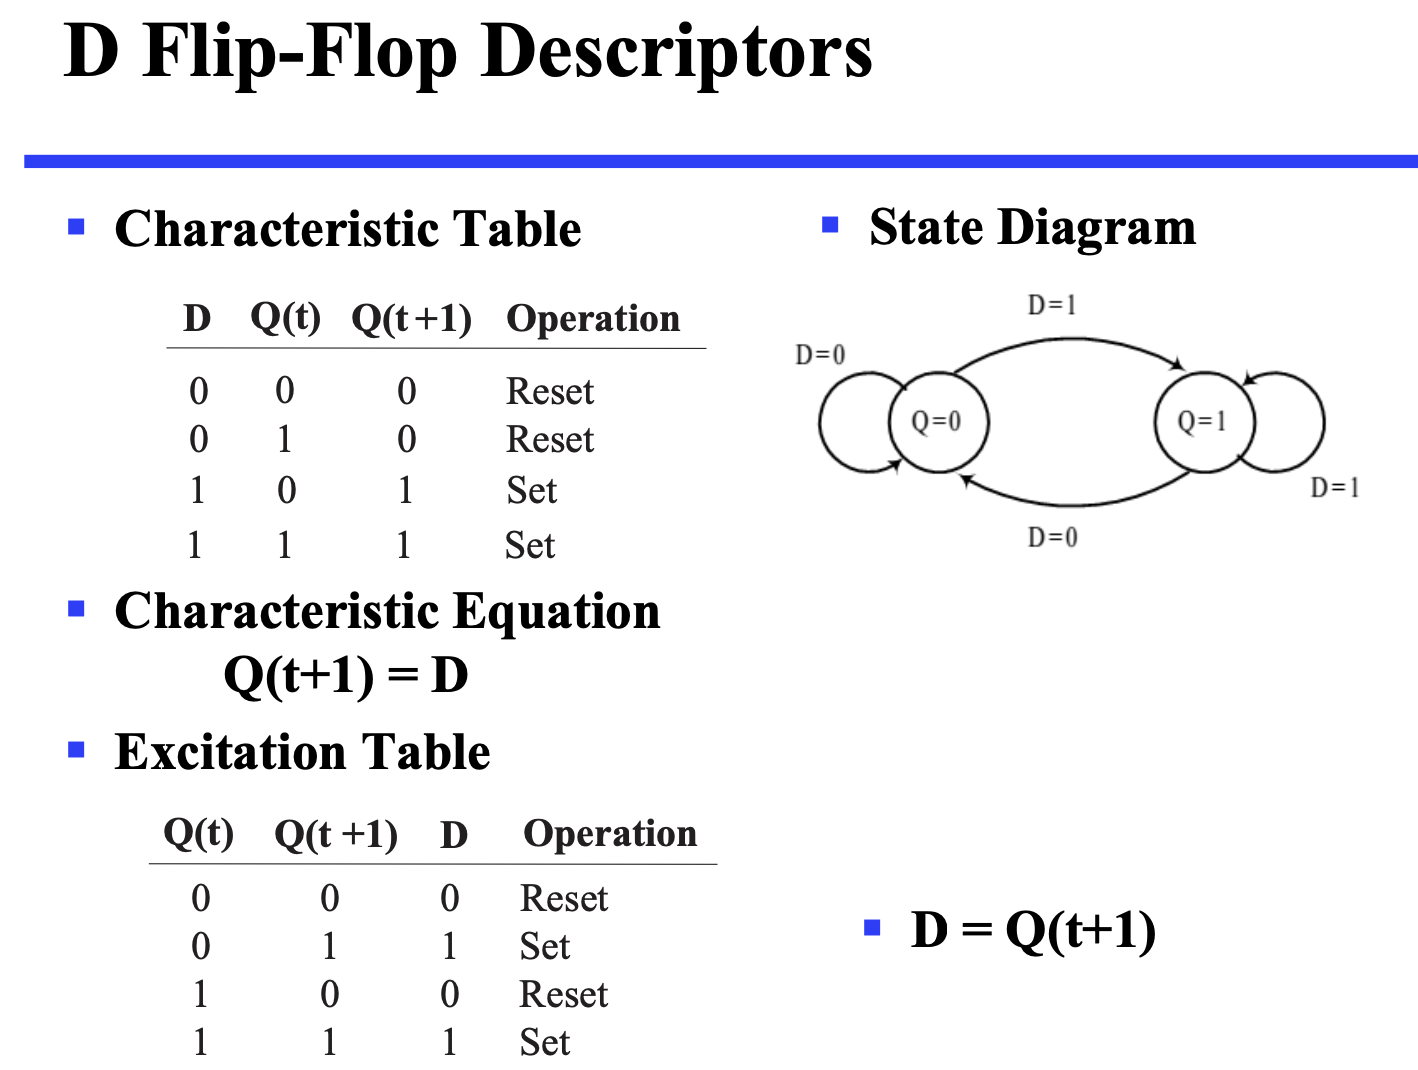 D Flip-Flop Descriptors
Characteristic Table
D Q(t) Q(t+1) Operation
0 0 0 Reset
0 1 0 Reset
1 0 1 Set
1 1 1 Set
Characteristic Equation
Q(t+1) = D
Excitation Table
Q(t) Q(t +1) D Operation
0 0 0 Reset
0 1 1 Set
1 0 0 Reset
1 1 1 Set
State Diagram
D=1
D=0
Q=0
Q=1
D=1
D=0
D = Q(t+1)